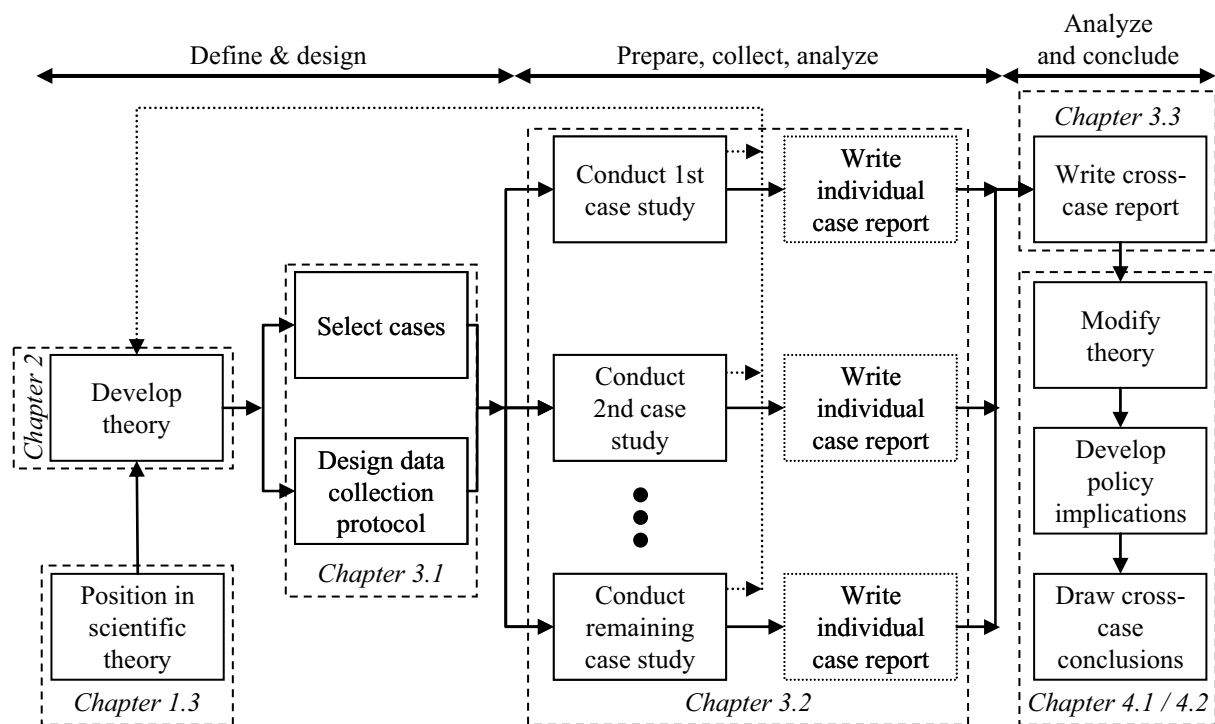 Define & design
Prepare, collect, analyze
Analyze
and conclude
Chapter 3.3
Conduct 1st
case study
Write
individual
case report
Write cross-
case report
Select cases
Modify
theory
Chapter 2
Develop
theory
Conduct
2nd case
study
Write
individual
case report
Design data
collection
protocol
Develop
policy
implications
Chapter 3.1
Position in
scientific
theory
Conduct
remaining
case study
Write
individual
case report
Draw cross-
case
conclusions
Chapter 1.3
Chapter 3.2
Chapter 4.1 / 4.2